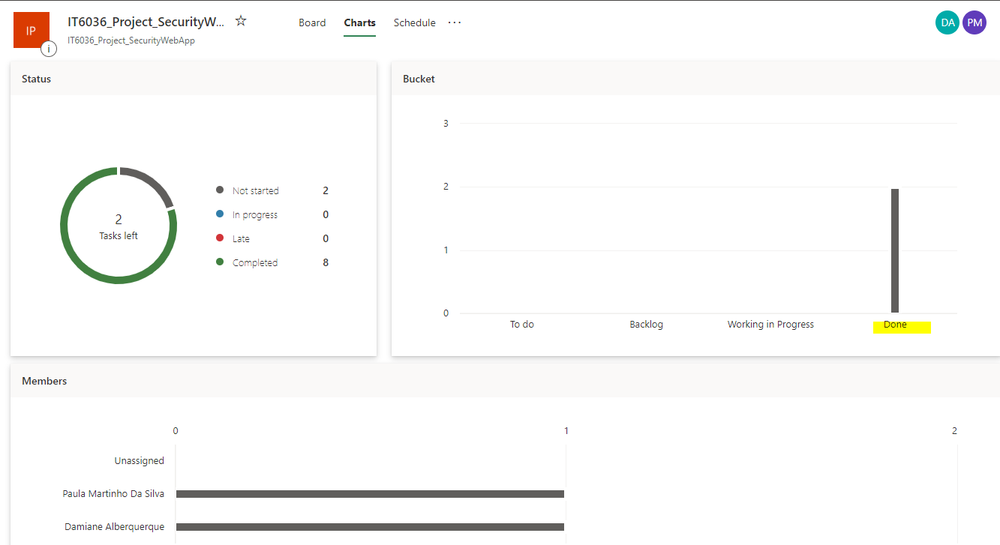 IP
i
IT6036_Project_SecurityW...
IT6036_Project_SecurityWebApp
Board
Charts
Schedule
···
DA
PM
Status
2
Tasks left
Not started 2
In progress 0
Late 0
Completed 8
Bucket
3
2
1
0
To do
Backlog
Working in Progress
Done
Members
0
1
2
Unassigned
Paula Martinho Da Silva
Damiane Alberquerque